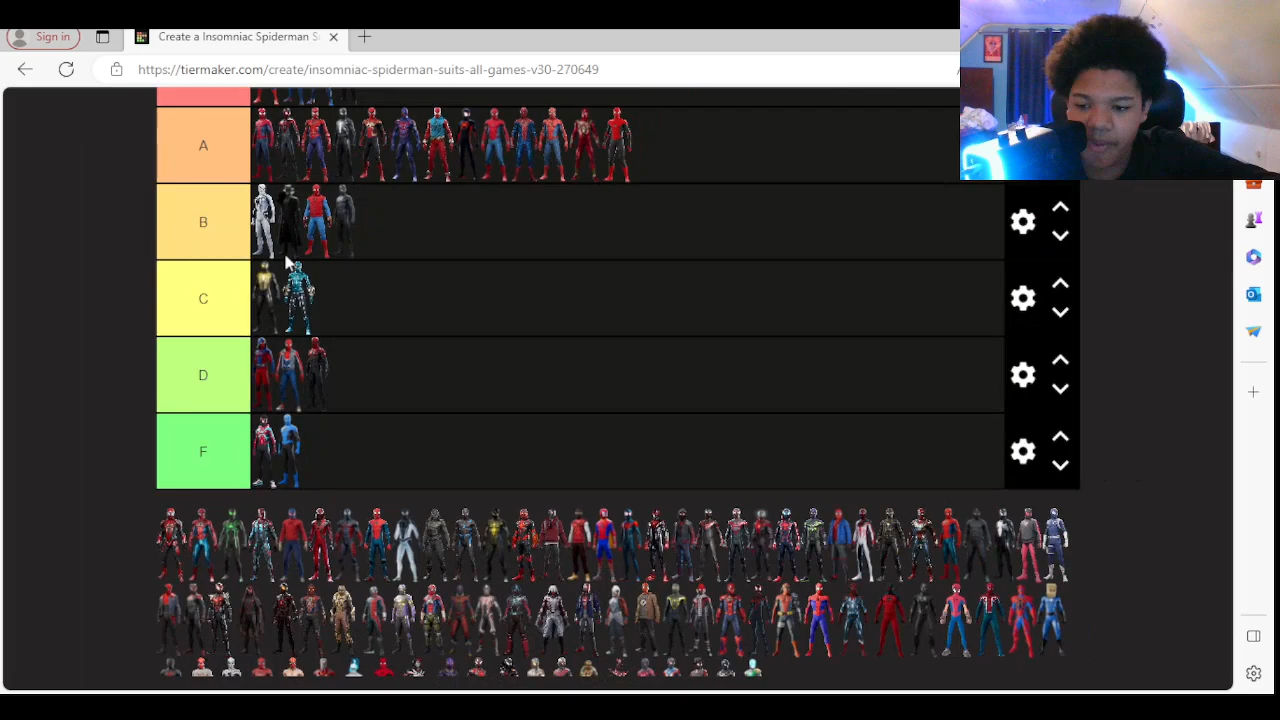 Sign in
Create a Insomniac Spiderman S
https://tiermaker.com/create/insomniac-spiderman-suits-all-games-v30-270649
A
B
C
D
F